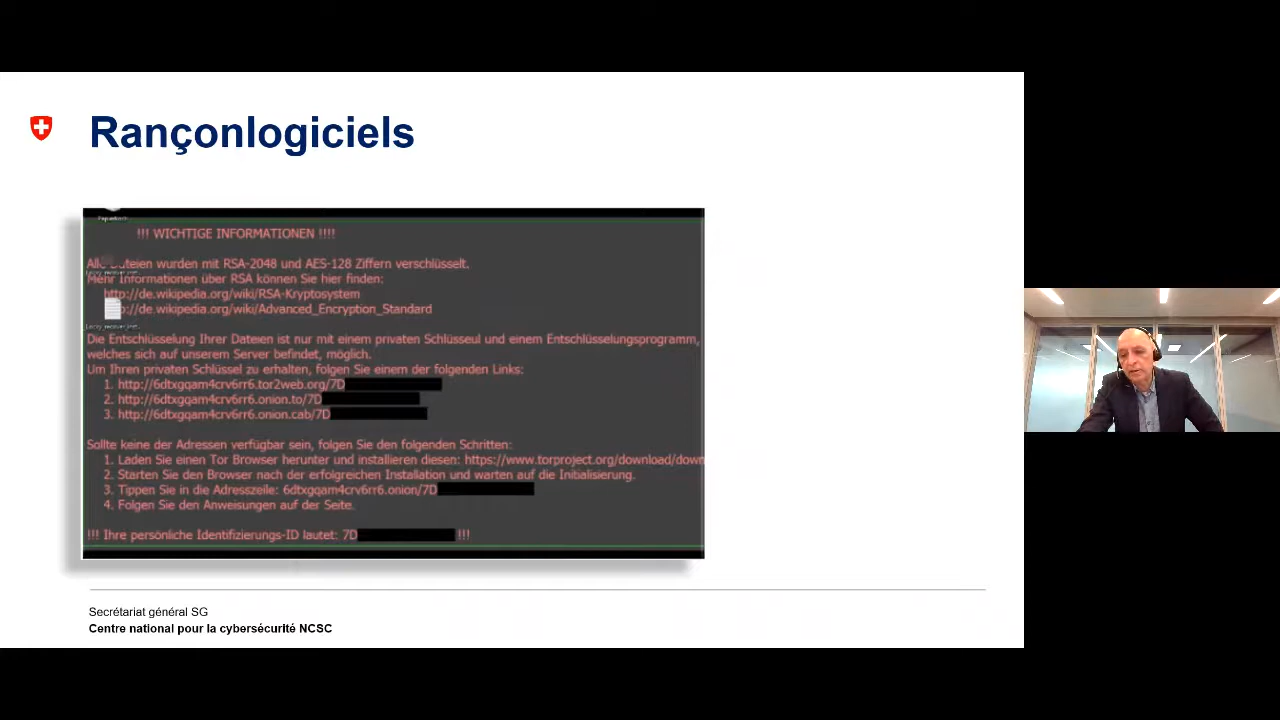 Rançonlogiciels
!!! WICHTIGE INFORMATIONEN !!!!
Alle Dateien wurden mit RSA-2048 und AES-128 Ziffern verschlüsselt.
Mehr Informationen über RSA können Sie hier finden:
http://de.wikipedia.org/wiki/RSA-Kryptosystem
://de.wikipedia.org/wiki/Advanced_Encryption_Standard
Die Entschlüsselung Ihrer Dateien ist nur mit einem privaten Schlüsseul und einem Entschlüsselungsprogramm,
welches sich auf unserem Server befindet, möglich.
Um Ihren privaten Schlüssel zu erhalten, folgen Sie einem der folgenden Links:
1. http://6dtxgqam4crv6rr6.tor2web.org/7D
2. http://6dtxgqam4crv6rr6.onion.to/7D
3. http://6dtxgqam4crv6rr6.onion.cab/7D
Sollte keine der Adressen verfügbar sein, folgen Sie den folgenden Schritten:
1. Laden Sie einen Tor Browser herunter und installieren diesen: https://www.torproject.org/download/down
2. Starten Sie den Browser nach der erfolgreichen Installation und warten auf die Initialisierung.
3. Tippen Sie in die Adresszeile: 6dtxgqam4crv6rr6.onion/7D
4. Folgen Sie den Anweisungen auf der Seite.
!!! Ihre persönliche Identifizierungs-ID lautet: 7D !!!
Secrétariat général SG
Centre national pour la cybersécurité NCSC